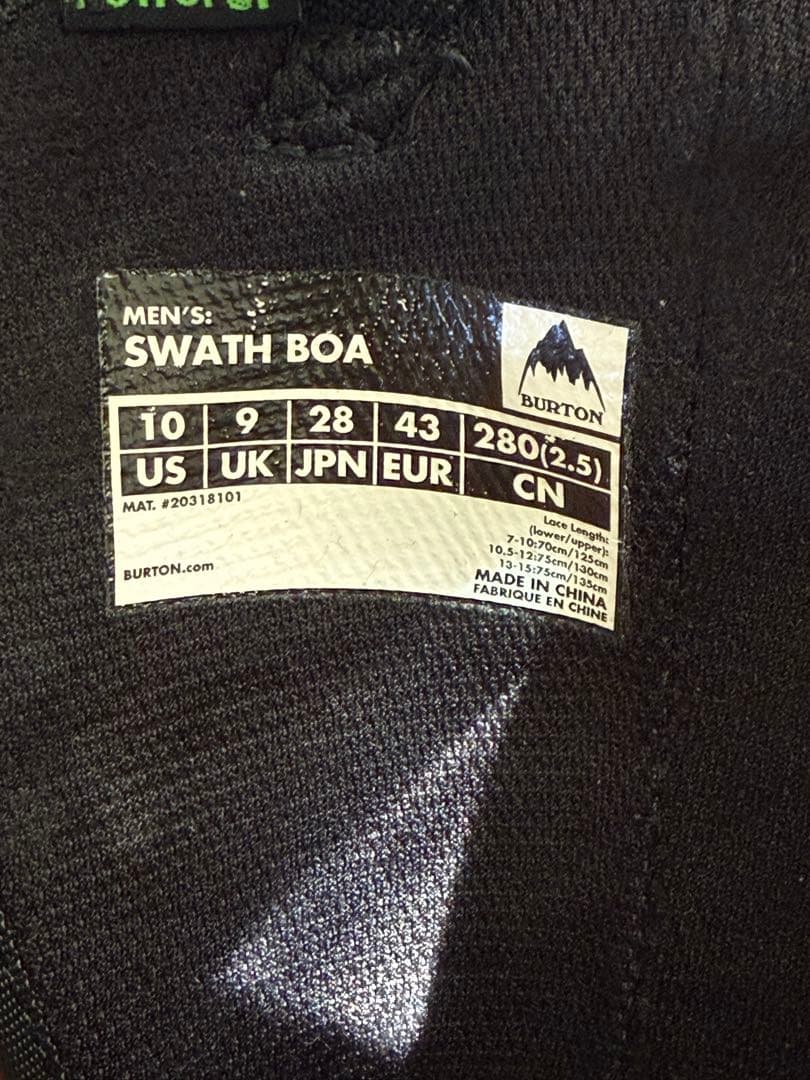 MEN'S:
SWATH BOA
BURTON
10 9 28 43 280(2.5)
US UK JPN EUR CN
MAT. #20318101
Lace Length:
(lower/upper):
7-10:70cm/125cm
10.5-12:75cm/130cm
13-15:75cm/135cm
BURTON.com
MADE IN CHINA
FABRIQUE EN CHINE